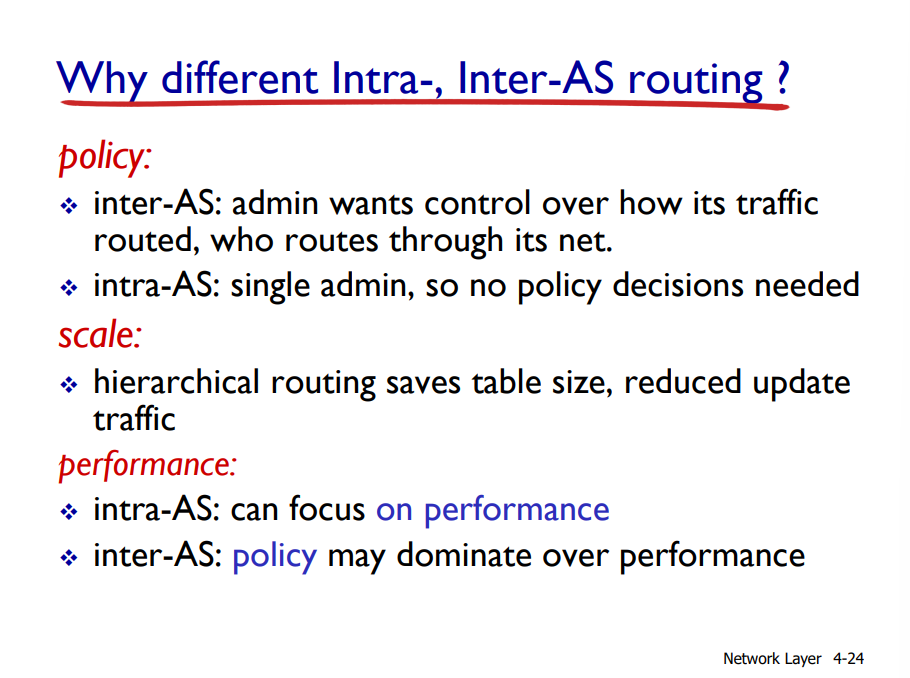 Why different Intra-, Inter-AS routing ?
policy:
❖ inter-AS: admin wants control over how its traffic
routed, who routes through its net.
❖ intra-AS: single admin, so no policy decisions needed
scale:
❖ hierarchical routing saves table size, reduced update
traffic
performance:
❖ intra-AS: can focus on performance
❖ inter-AS: policy may dominate over performance
Network Layer 4-24